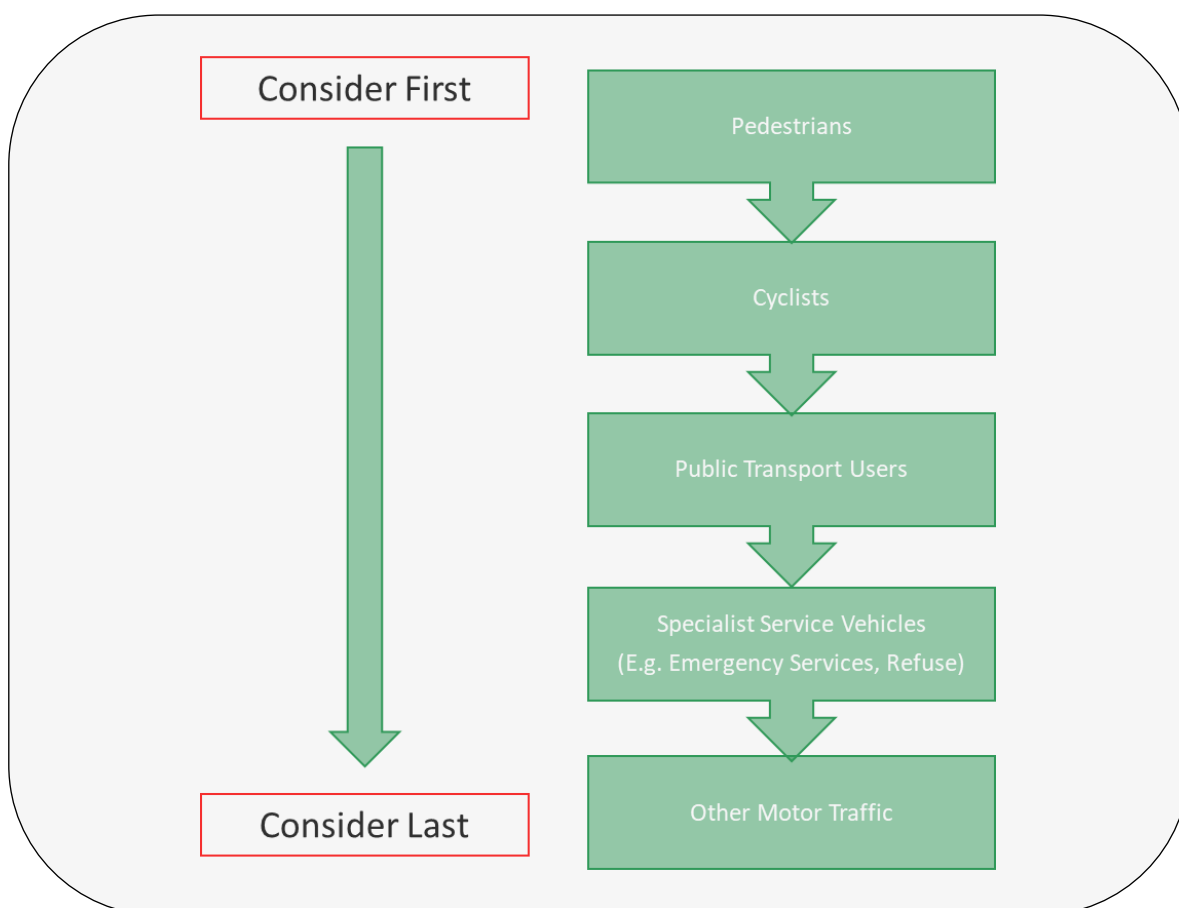 Consider First
Pedestrians
Cyclists
Public Transport Users
Specialist Service Vehicles
(E.g. Emergency Services, Refuse)
Consider Last
Other Motor Traffic